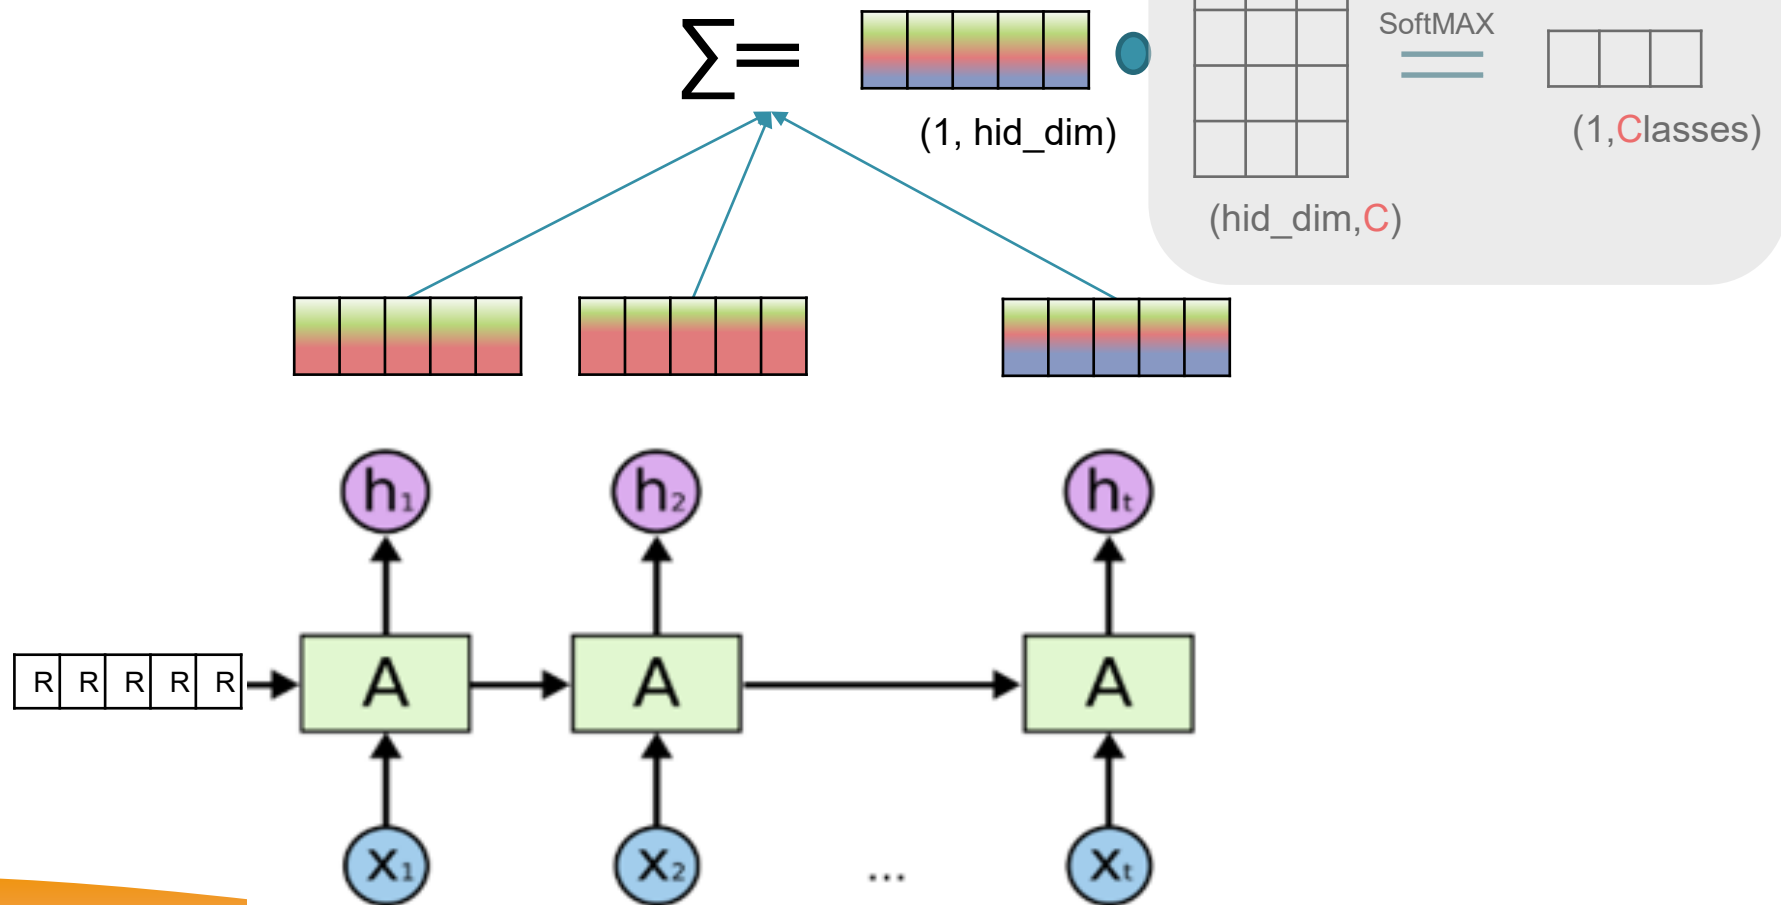 ∑=
SoftMAX
(1, hid_dim)
(1,Classes)
(hid_dim,C)
h₁ h₂ hₜ
R R R R R A A A
x₁ x₂ ... xₜ